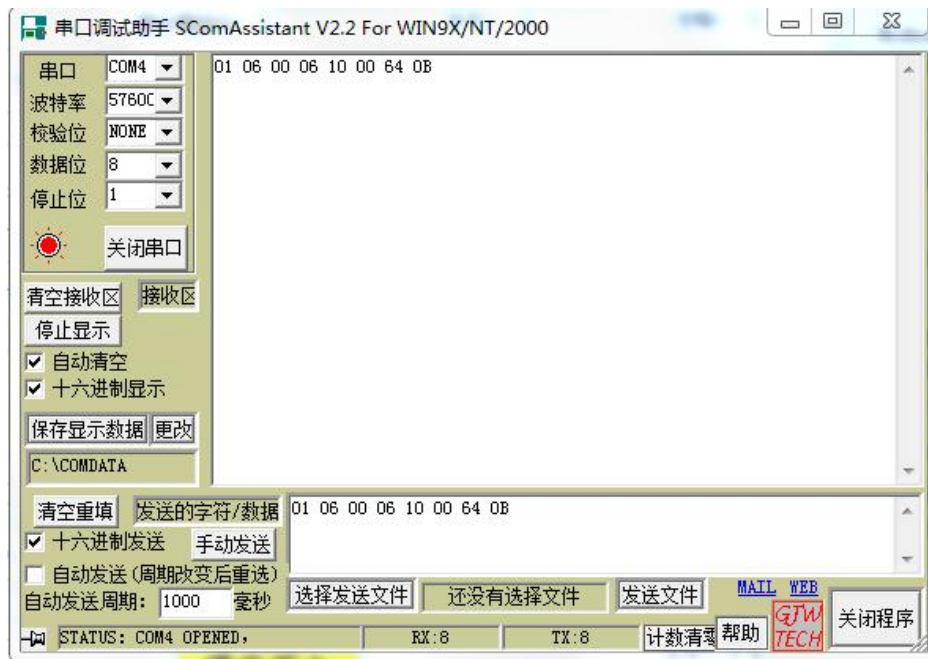 串口调试助手 SComAssistant V2.2 For WIN9X/NT/2000
串口 COM4
波特率 57600
校验位 NONE
数据位 8
停止位 1
关闭串口
01 06 00 06 10 00 64 0B
清空接收区 接收区
停止显示
自动清空
十六进制显示
保存显示数据 更改
C:\COMDATA
清空重填 发送的字符/数据
01 06 00 06 10 00 64 0B
十六进制发送 手动发送
自动发送(周期改变后重选)
自动发送周期: 1000 毫秒
选择发送文件 还没有选择文件 发送文件
MAIL WEB
GJW
TECH
关闭程序
STATUS: COM4 OPENED, RX:8 TX:8 计数清零 帮助